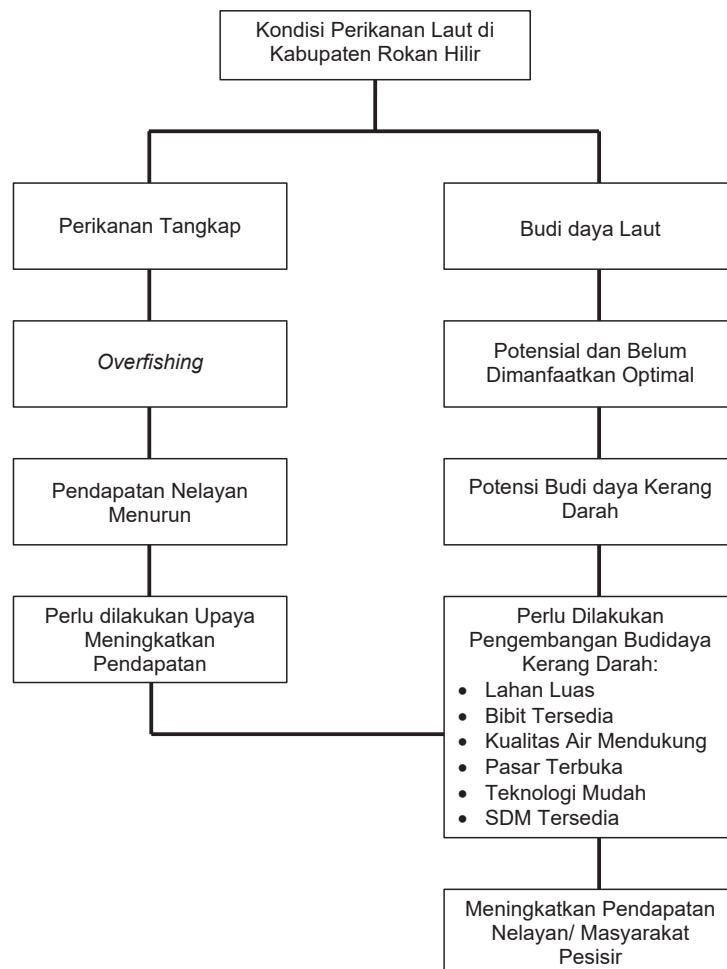 Kondisi Perikanan Laut di
Kabupaten Rokan Hilir
Perikanan Tangkap
Budi daya Laut
Overfishing
Potensial dan Belum
Dimanfaatkan Optimal
Pendapatan Nelayan
Menurun
Potensi Budi daya Kerang
Darah
Perlu dilakukan Upaya
Meningkatkan
Pendapatan
Perlu Dilakukan
Pengembangan Budidaya
Kerang Darah:
• Lahan Luas
• Bibit Tersedia
• Kualitas Air Mendukung
• Pasar Terbuka
• Teknologi Mudah
• SDM Tersedia
Meningkatkan Pendapatan
Nelayan/ Masyarakat
Pesisir